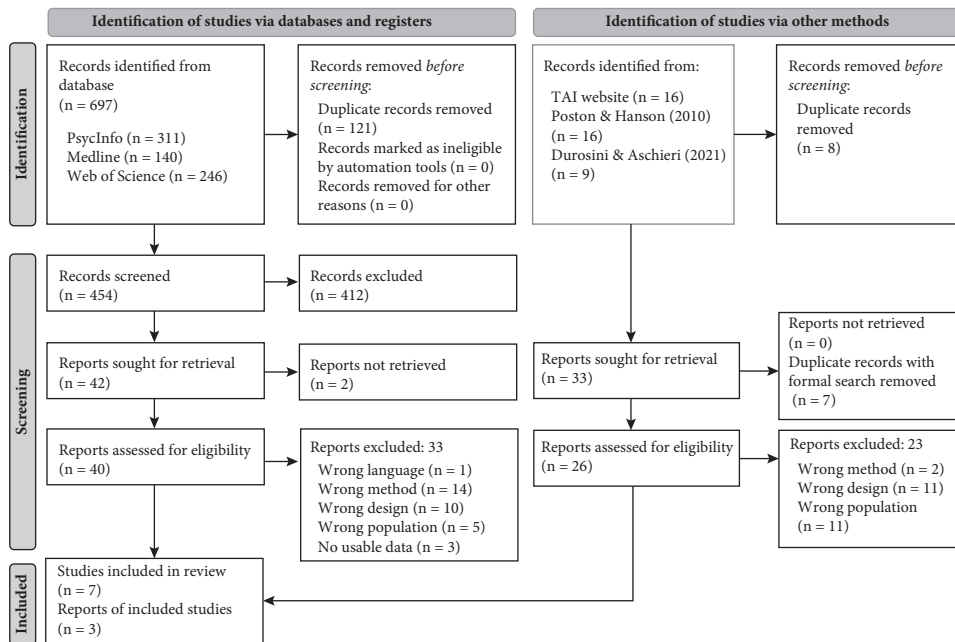 Identification of studies via databases and registers
Identification of studies via other methods
Identification
Records identified from
database
(n = 697)
PsycInfo (n = 311)
Medline (n = 140)
Web of Science (n = 246)
Records removed before
screening:
Duplicate records removed
(n = 121)
Records marked as ineligible
by automation tools (n = 0)
Records removed for other
reasons (n = 0)
Records identified from:
TAI website (n = 16)
Poston & Hanson (2010)
(n = 16)
Durosini & Aschieri (2021)
(n = 9)
Records removed before
screening:
Duplicate records
removed
(n = 8)
Screening
Records screened
(n = 454)
Records excluded
(n = 412)
Reports sought for retrieval
(n = 42)
Reports not retrieved
(n = 2)
Reports sought for retrieval
(n = 33)
Reports not retrieved
(n = 0)
Duplicate records with
formal search removed
(n = 7)
Reports assessed for eligibility
(n = 40)
Reports excluded: 33
Wrong language (n = 1)
Wrong method (n = 14)
Wrong design (n = 10)
Wrong population (n = 5)
No usable data (n = 3)
Reports assessed for eligibility
(n = 26)
Reports excluded: 23
Wrong method (n = 2)
Wrong design (n = 11)
Wrong population
(n = 11)
Included
Studies included in review
(n = 7)
Reports of included studies
(n = 3)